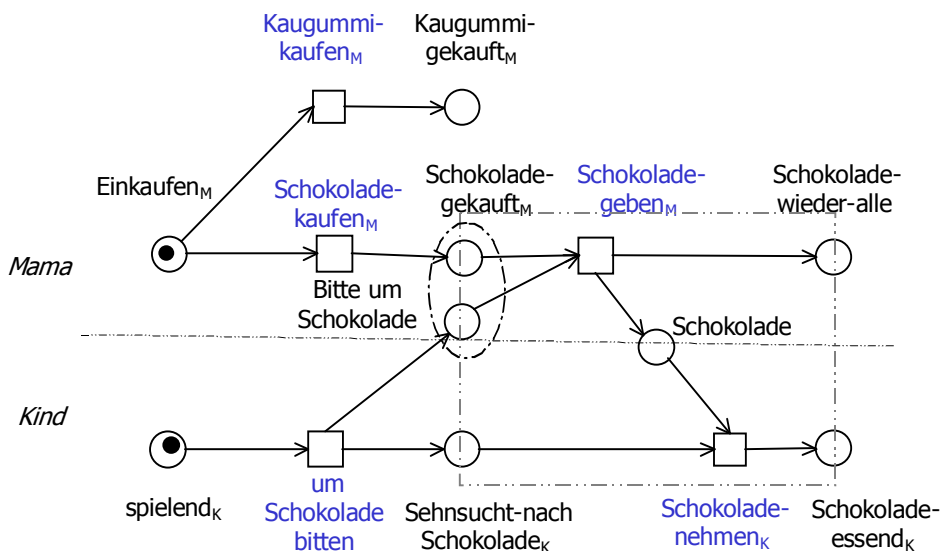 Kaugummi-
kaufenM
Kaugummi
gekauftM
EinkaufenM
Schokolade-
kaufenM
Schokolade-
gekauftM
Schokolade-
gebenM
Schokolade-
wieder-alle
Mama
Bitte um
Schokolade
Schokolade
Kind
spielendK
um
Schokolade
bitten
Sehnsucht-nach
SchokoladeK
Schokolade-
nehmenK
Schokolade-
essendK